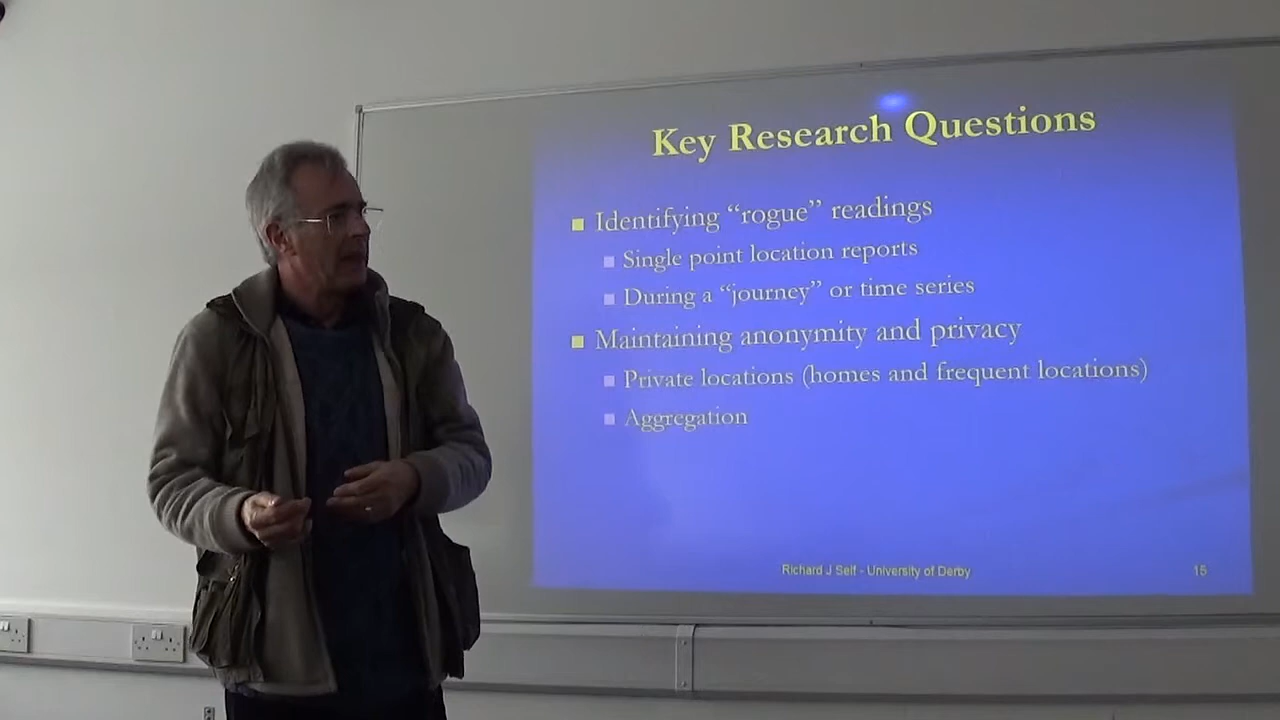 Key Research Questions
Identifying “rogue” readings
Single point location reports
During a “journey” or time series
Maintaining anonymity and privacy
Private locations (homes and frequent locations)
Aggregation
Richard J Self - University of Derby
15